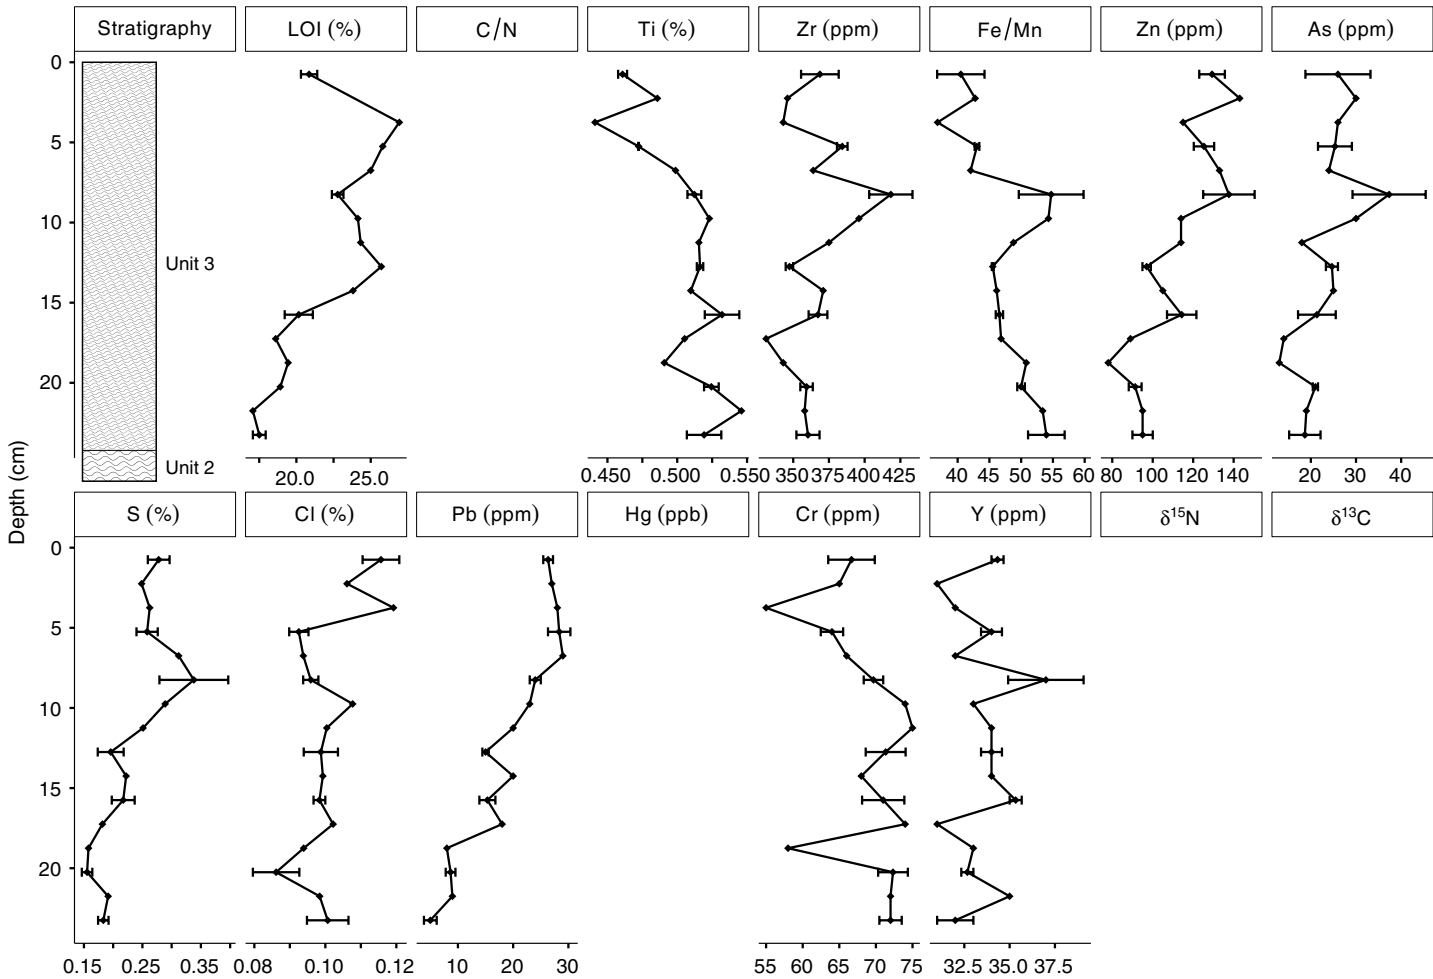 Stratigraphy LOI (%) C/N Ti (%) Zr (ppm) Fe/Mn Zn (ppm) As (ppm)
0
5
10
15
20
Unit 3
Unit 2
20.0 25.0 0.450 0.500 0.550 350 375 400 425 40 45 50 55 60 80 100 120 140 20 30 40
Depth (cm)
S (%) Cl (%) Pb (ppm) Hg (ppb) Cr (ppm) Y (ppm) δ¹⁵N δ¹³C
0
5
10
15
20
0.15 0.25 0.35 0.08 0.10 0.12 10 20 30 55 60 65 70 75 32.5 35.0 37.5